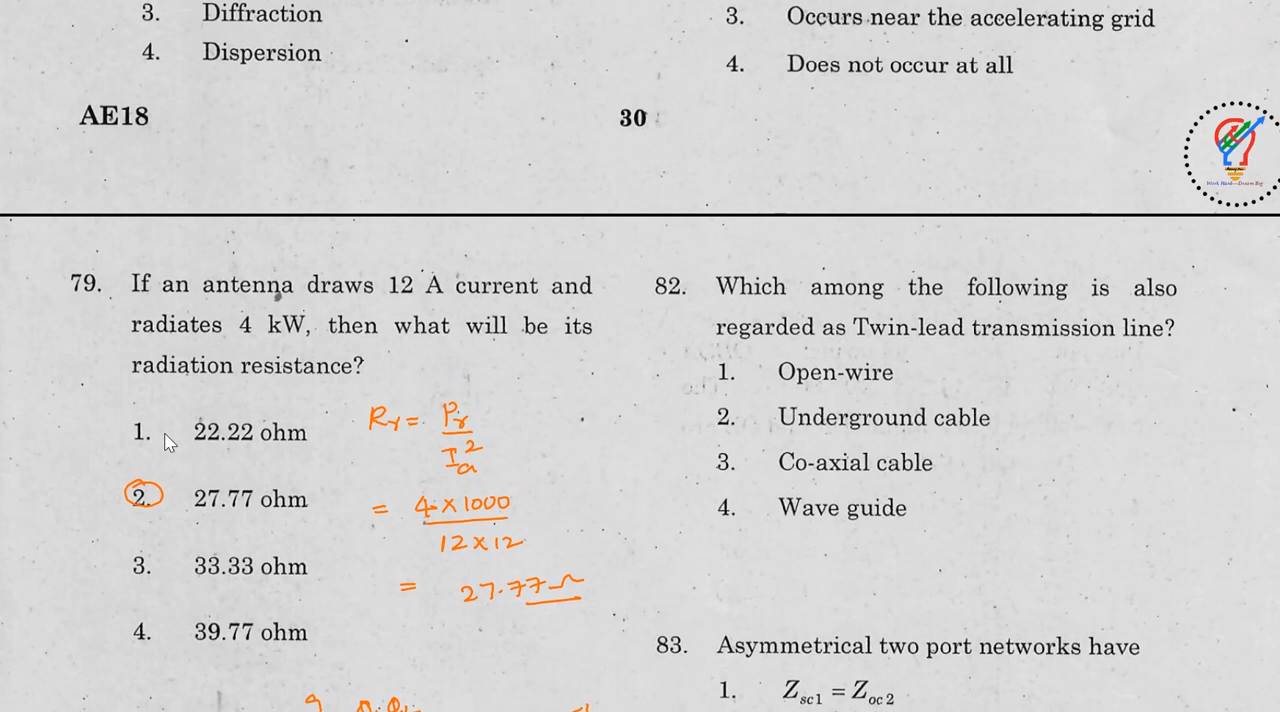 3. Diffraction
4. Dispersion
3. Occurs near the accelerating grid
4. Does not occur at all
AE18
30
Work Hard—Dream Big
79. If an antenna draws 12 A current and
radiates 4 kW, then what will be its
radiation resistance?
1. 22.22 ohm
2. 27.77 ohm
3. 33.33 ohm
4. 39.77 ohm
Rr = Pr
Ia²
= 4 x 1000
12 x 12
= 27.77 Ω
82. Which among the following is also
regarded as Twin-lead transmission line?
1. Open-wire
2. Underground cable
3. Co-axial cable
4. Wave guide
83. Asymmetrical two port networks have
1. Zsc1 = Zoc2